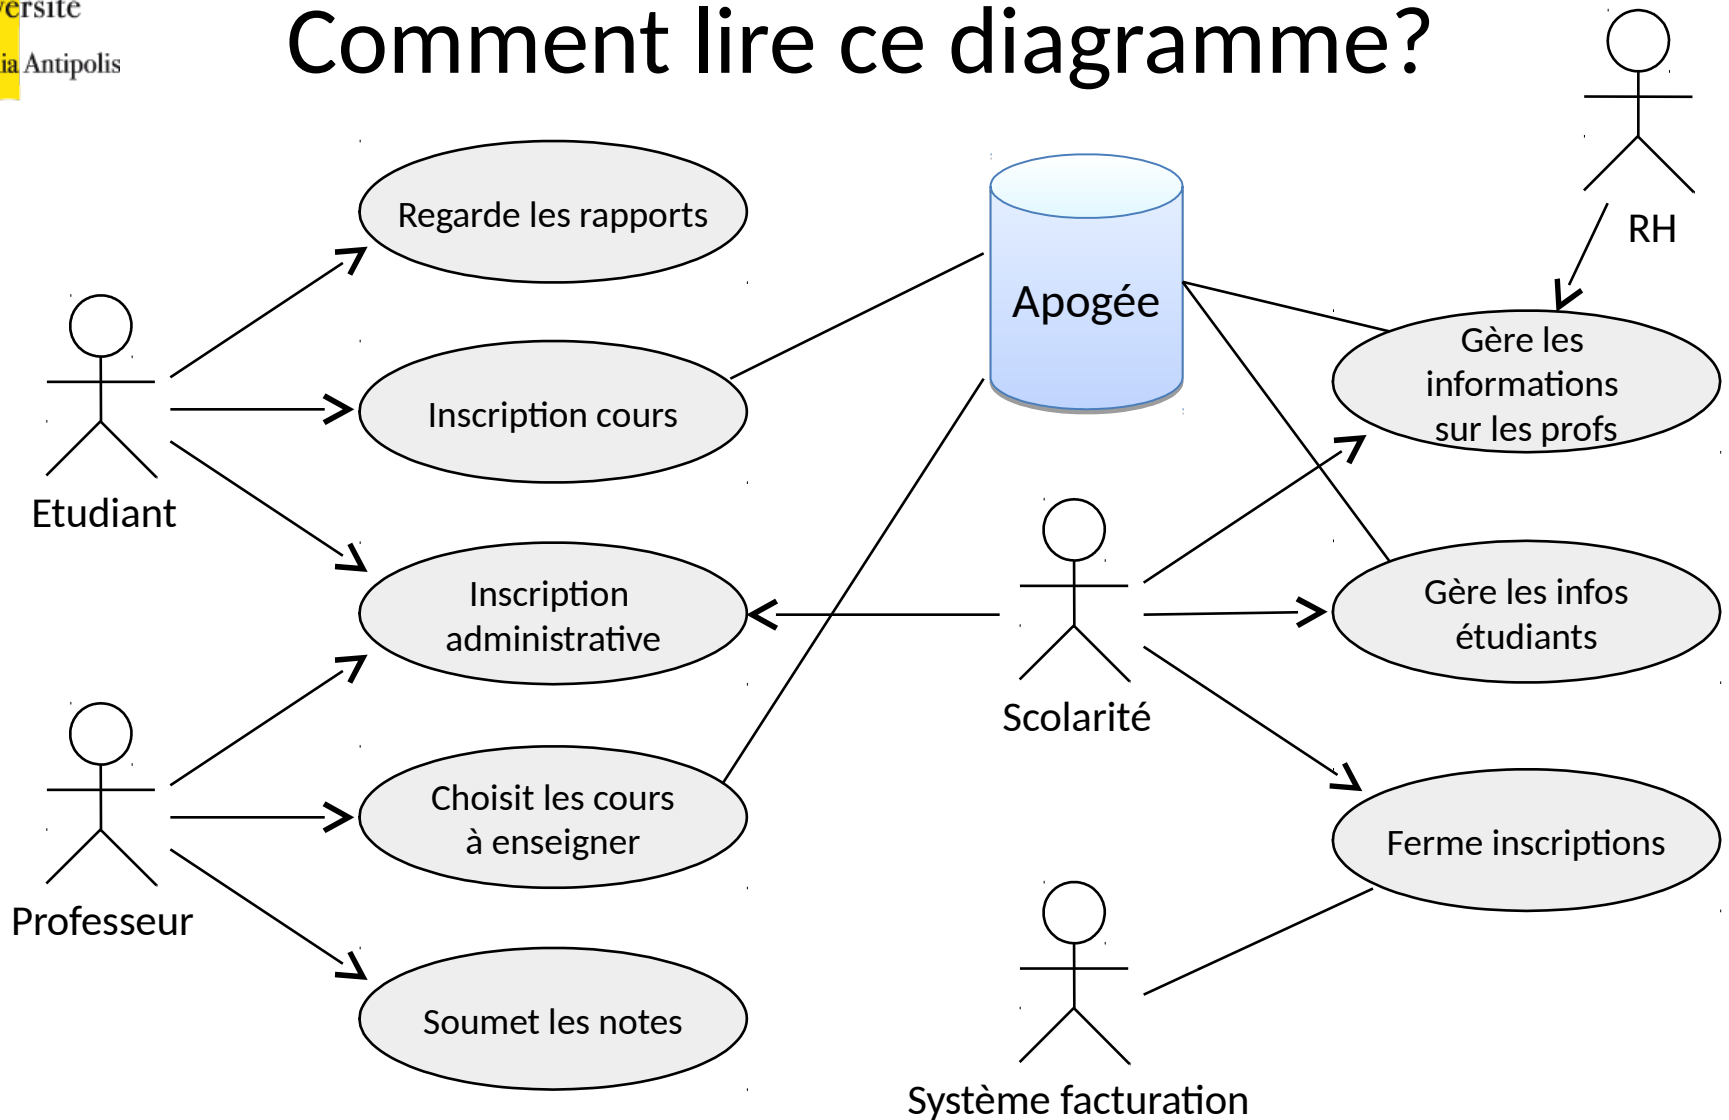 Comment lire ce diagramme?
Antipolis
RH
Regarde les rapports
Apogée
Gère les
informations
sur les profs
Inscription cours
Etudiant
Inscription
administrative
Gère les infos
étudiants
Scolarité
Choisit les cours
à enseigner
Ferme inscriptions
Professeur
Soumet les notes
Système facturation